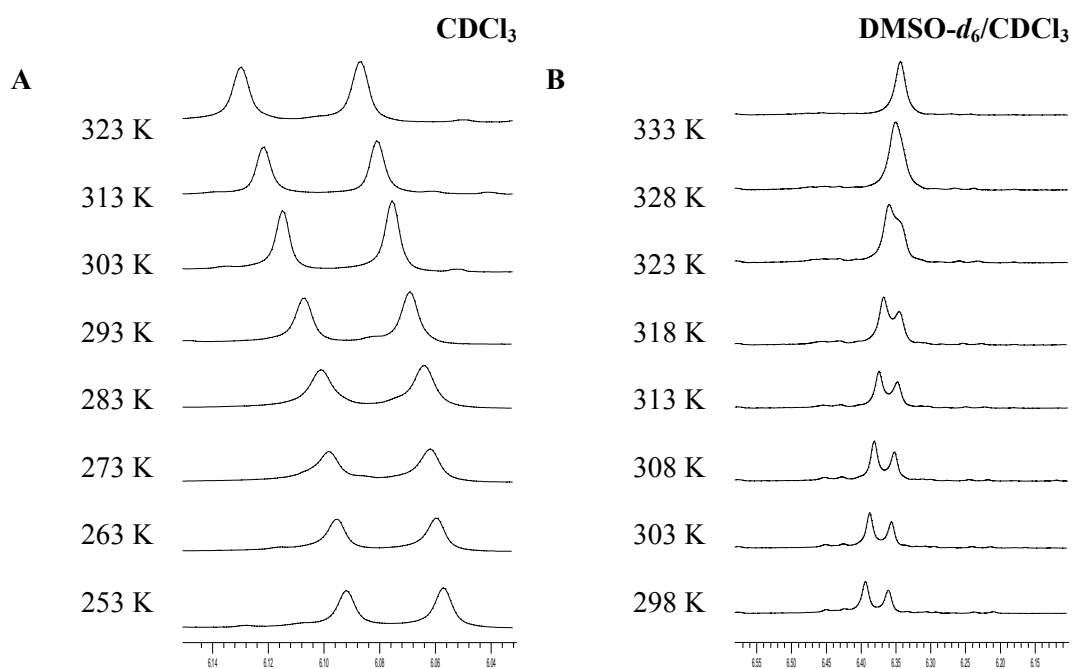 CDCl3
DMSO-d6/CDCl3
A
B
323 K
313 K
303 K
293 K
283 K
273 K
263 K
253 K
6.14 6.12 6.10 6.08 6.06 6.04
333 K
328 K
323 K
318 K
313 K
308 K
303 K
298 K
6.55 6.50 6.45 6.40 6.35 6.30 6.25 6.20 6.15